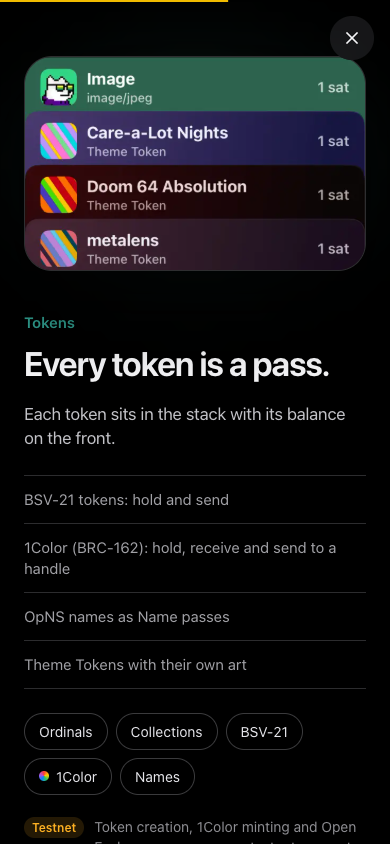 Image
image/jpeg
1 sat
Care-a-Lot Nights
Theme Token
1 sat
Doom 64 Absolution
Theme Token
1 sat
metalens
Theme Token
1 sat
Tokens
Every token is a pass.
Each token sits in the stack with its balance
on the front.
BSV-21 tokens: hold and send
1Color (BRC-162): hold, receive and send to a
handle
OpNS names as Name passes
Theme Tokens with their own art
Ordinals
Collections
BSV-21
1Color
Names
Testnet
Token creation, 1Color minting and Open